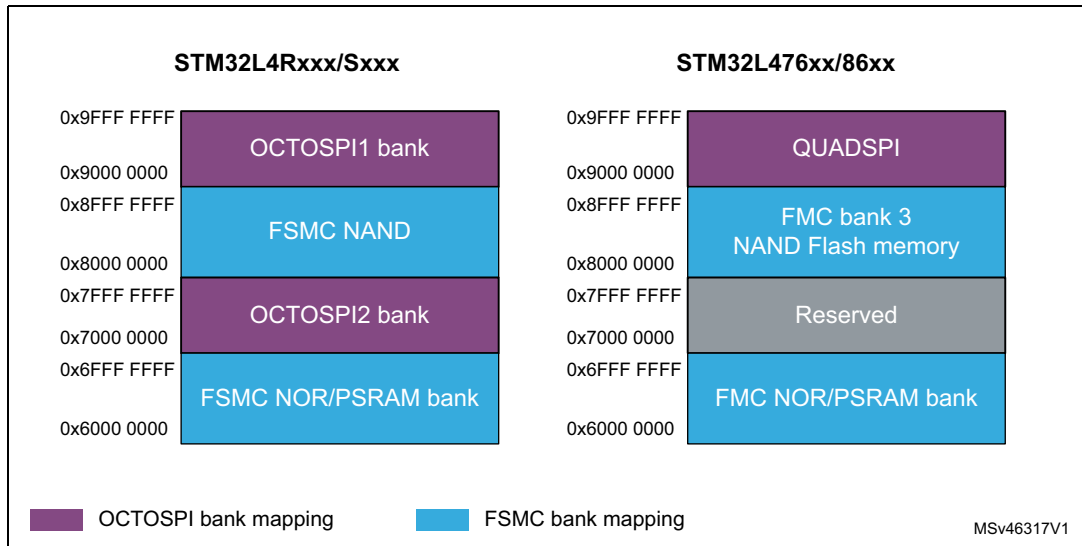 STM32L4Rxxx/Sxxx
0x9FFF FFFF
OCTOSPI1 bank
0x9000 0000
0x8FFF FFFF
FSMC NAND
0x8000 0000
0x7FFF FFFF
OCTOSPI2 bank
0x7000 0000
0x6FFF FFFF
FSMC NOR/PSRAM bank
0x6000 0000
STM32L476xx/86xx
0x9FFF FFFF
QUADSPI
0x9000 0000
0x8FFF FFFF
FMC bank 3
NAND Flash memory
0x8000 0000
0x7FFF FFFF
Reserved
0x7000 0000
0x6FFF FFFF
FMC NOR/PSRAM bank
0x6000 0000
OCTOSPI bank mapping
FSMC bank mapping
MSv46317V1